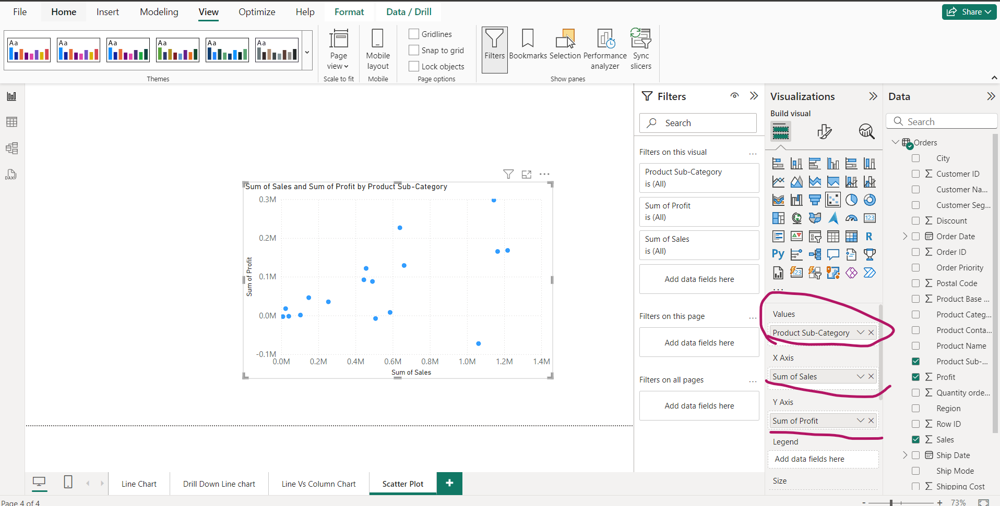 File Home Insert Modeling View Optimize Help Format Data / Drill Share
Aa Aa Aa Aa Aa Aa
Themes
Page view
Scale to fit
Mobile layout
Mobile
Gridlines
Snap to grid
Lock objects
Page options
Filters Bookmarks Selection Performance analyzer Sync slicers
Show panes
DAX
Sum of Sales and Sum of Profit by Product Sub-Category
0.3M
0.2M
0.1M
0.0M
-0.1M
Sum of Profit
0.0M 0.2M 0.4M 0.6M 0.8M 1.0M 1.2M 1.4M
Sum of Sales
Filters
Search
Filters on this visual ...
Product Sub-Category
is (All)
Sum of Profit
is (All)
Sum of Sales
is (All)
Add data fields here
Filters on this page ...
Add data fields here
Filters on all pages ...
Add data fields here
Visualizations
Build visual
123
R
Py
123
...
Values
Product Sub-Category
X Axis
Sum of Sales
Y Axis
Sum of Profit
Legend
Add data fields here
Size
Data
Search
Orders
City
Customer ID
Customer Na...
Customer Seg...
Discount
Order Date
Order ID
Order Priority
Postal Code
Product Base ...
Product Categ...
Product Conta...
Product Name
Product Sub-...
Profit
Quantity orde...
Region
Row ID
Sales
Ship Date
Ship Mode
Shipping Cost
Line Chart Drill Down Line chart Line Vs Column Chart Scatter Plot +
Page 4 of 4
- + 73%